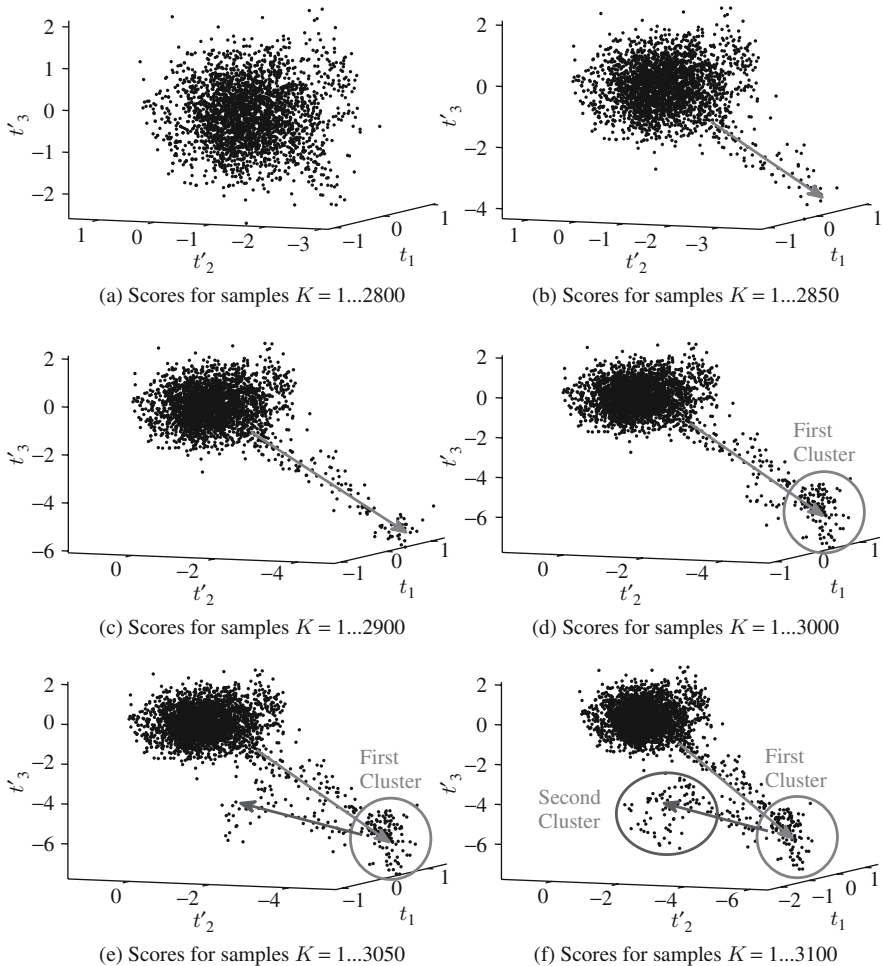 2
1
0
−1
−2
t′3
1
0
−1
−2
−3
t′2
−1
0
1
t1
(a) Scores for samples K = 1...2800
2
0
−2
−4
t′3
1
0
−1
−2
−3
t′2
−1
0
1
t1
(b) Scores for samples K = 1...2850
2
0
−2
−4
−6
t′3
0
−2
−4
t′2
−1
0
1
t1
(c) Scores for samples K = 1...2900
2
0
−2
−4
−6
t′3
First
Cluster
0
−2
−4
t′2
−1
0
1
t1
(d) Scores for samples K = 1...3000
2
0
−2
−4
−6
t′3
First
Cluster
0
−2
−4
t′2
−1
0
1
t1
(e) Scores for samples K = 1...3050
2
0
−2
−4
−6
t′3
First
Cluster
Second
Cluster
0
−2
−4
−6
t′2
−2
−1
0
1
t1
(f) Scores for samples K = 1...3100